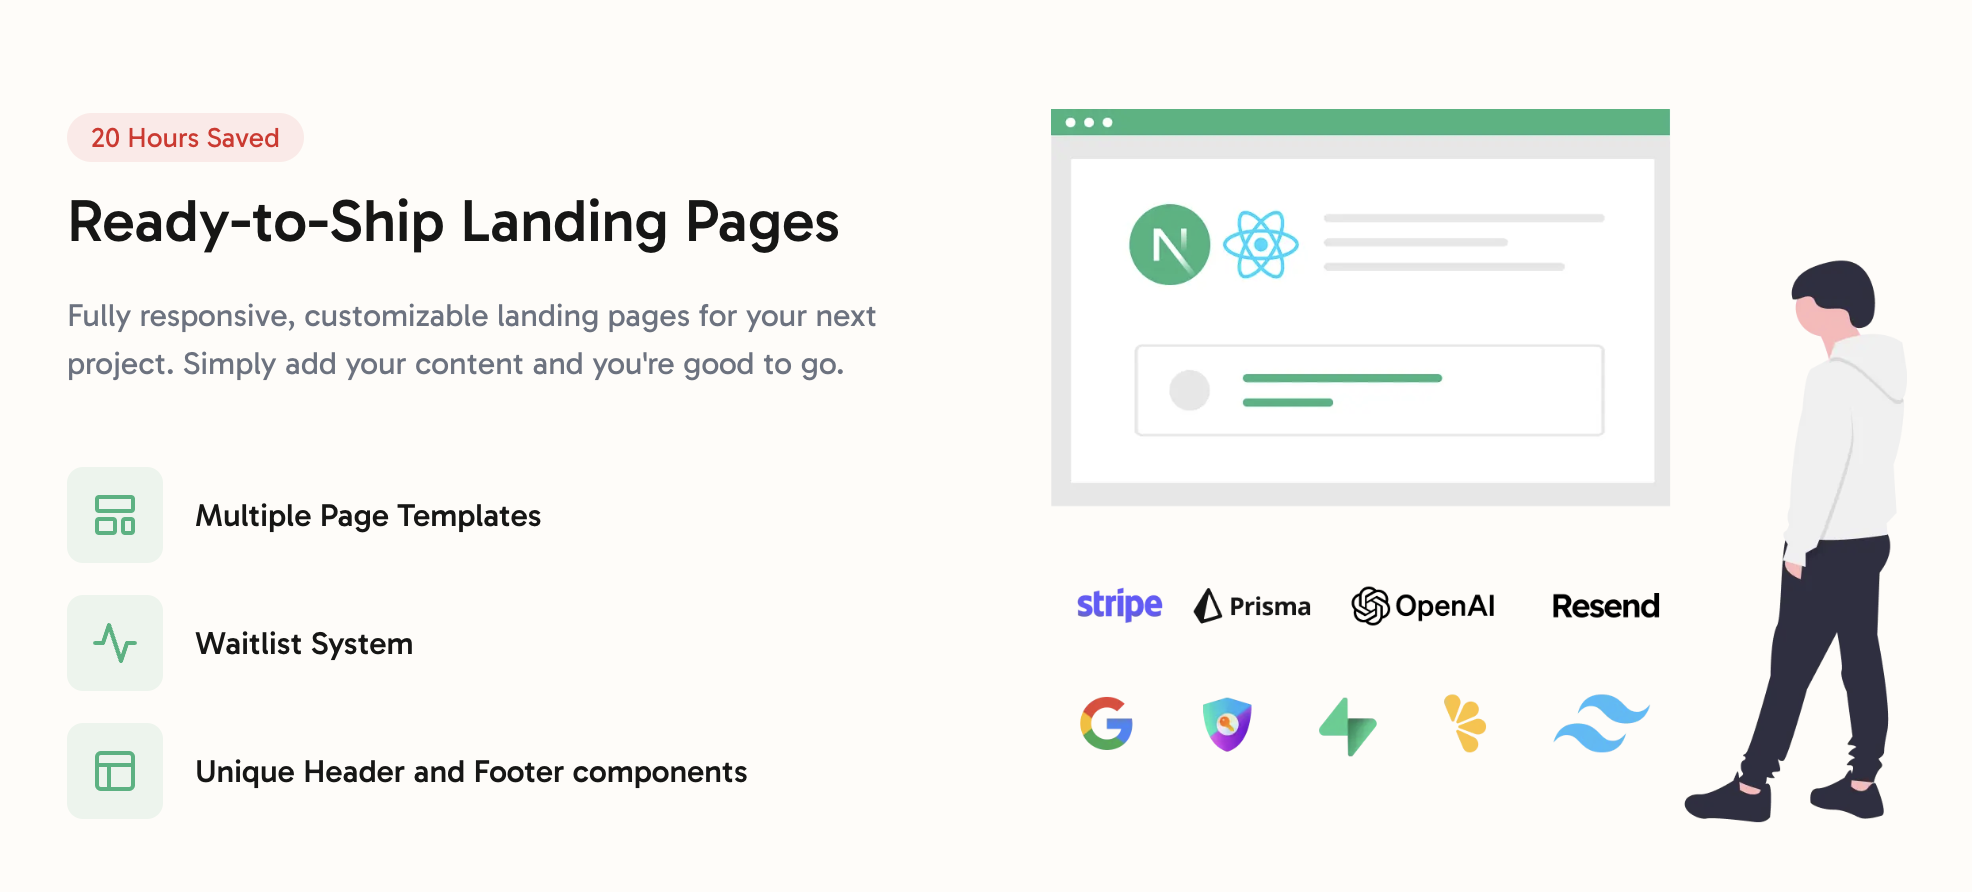 20 Hours Saved
Ready-to-Ship Landing Pages
Fully responsive, customizable landing pages for your next
project. Simply add your content and you're good to go.
Multiple Page Templates
Waitlist System
Unique Header and Footer components
N
stripe Prisma OpenAI Resend
G